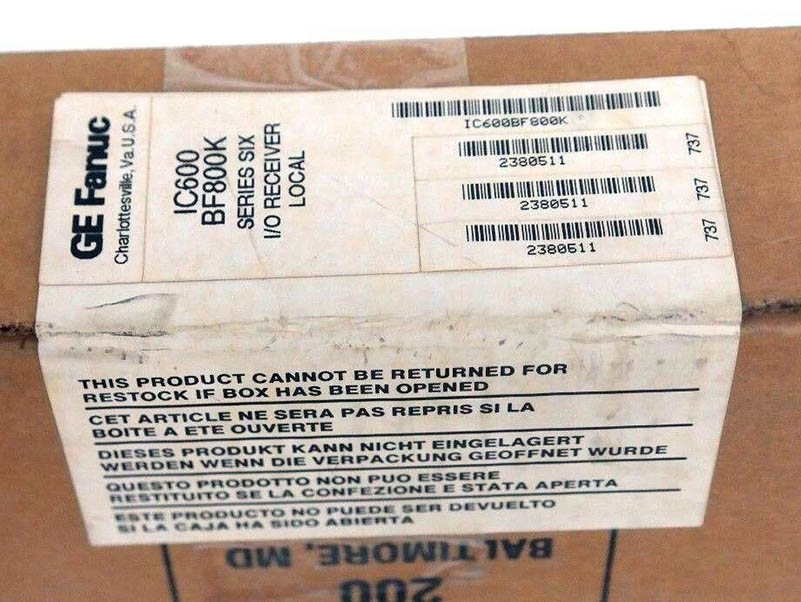 GE Fanuc
Charlottesville, Va. U.S.A.
IC600
BF800K
SERIES SIX
I/O RECEIVER
LOCAL
IC600BF800K
2380511
737
2380511
737
2380511
737
THIS PRODUCT CANNOT BE RETURNED FOR
RESTOCK IF BOX HAS BEEN OPENED
CET ARTICLE NE SERA PAS REPRIS SI LA
BOITE A ETE OUVERTE
DIESES PRODUKT KANN NICHT EINGELAGERT
WERDEN WENN DIE VERPACKUNG GEOFFNET WURDE
QUESTO PRODOTTO NON PUO ESSERE
RESTITUITO SE LA CONFEZIONE E STATA APERTA
ESTE PRODUCTO NO PUEDE SER DEVUELTO
SI LA CAJA HA SIDO ABIERTA
200
BALTIMORE, MD